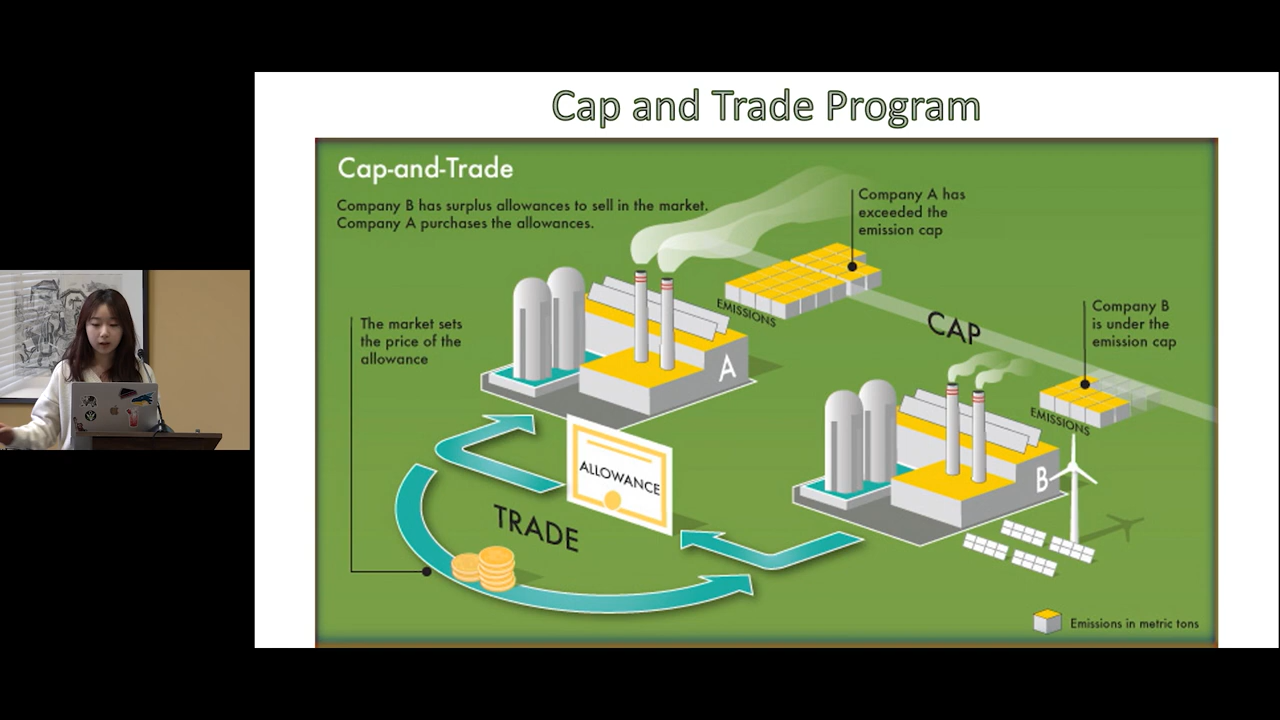 Cap and Trade Program
Cap-and-Trade
Company B has surplus allowances to sell in the market.
Company A purchases the allowances.
Company A has
exceeded the
emission cap
EMISSIONS
CAP
Company B
is under the
emission cap
The market sets
the price of the
allowance
A
EMISSIONS
ALLOWANCE
B
TRADE
Emissions in metric tons